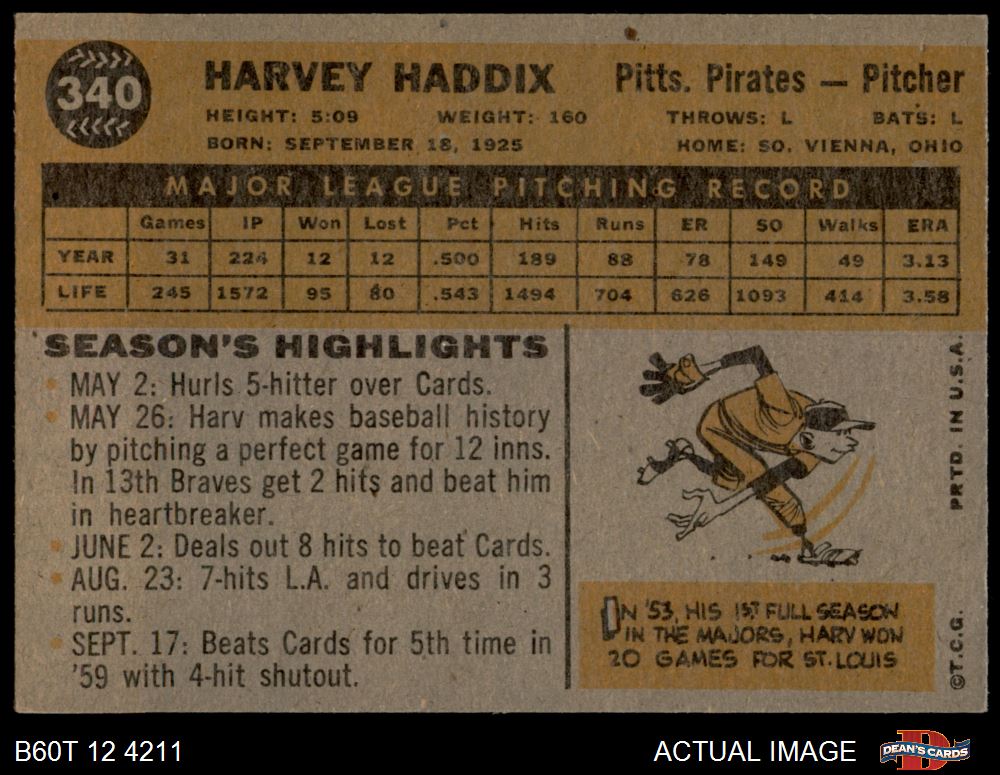 340
HARVEY HADDIX Pitts. Pirates — Pitcher
HEIGHT: 5:09 WEIGHT: 160 THROWS: L BATS: L
BORN: SEPTEMBER 18, 1925 HOME: SO. VIENNA, OHIO
MAJOR LEAGUE PITCHING RECORD
Games IP Won Lost Pct Hits Runs ER SO Walks ERA
YEAR 31 224 12 12 .500 189 88 78 149 49 3.13
LIFE 245 1572 95 80 .543 1494 704 626 1093 414 3.58
SEASON'S HIGHLIGHTS
• MAY 2: Hurls 5-hitter over Cards.
• MAY 26: Harv makes baseball history
by pitching a perfect game for 12 inns.
In 13th Braves get 2 hits and beat him
in heartbreaker.
• JUNE 2: Deals out 8 hits to beat Cards.
• AUG. 23: 7-hits L.A. and drives in 3
runs.
• SEPT. 17: Beats Cards for 5th time in
'59 with 4-hit shutout.
IN '53, HIS 1ST FULL SEASON
IN THE MAJORS, HARV WON
20 GAMES FOR ST. LOUIS
©T.C.G. PRTD. IN U.S.A.
B60T 12 4211 ACTUAL IMAGE DEAN'S CARDS